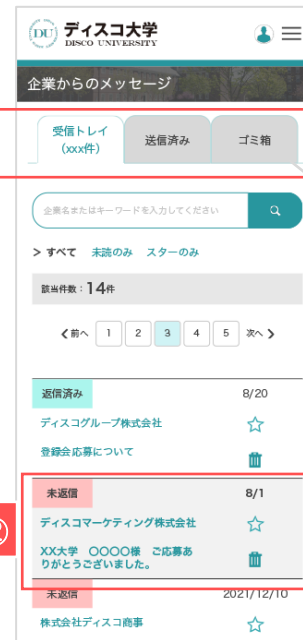 DU ディスコ大学
DISCO UNIVERSITY
企業からのメッセージ
受信トレイ
(xxx件)
送信済み
ゴミ箱
企業名またはキーワードを入力してください
> すべて 未読のみ スターのみ
該当件数：14件
❮前へ 1 2 3 4 5 次へ❯
返信済み 8/20
ディスコグループ株式会社
登録会応募について
未返信 8/1
ディスコマーケティング株式会社
XX大学 〇〇〇〇様 ご応募あ
りがとうございました。
未返信 2021/12/10
株式会社ディスコ商事